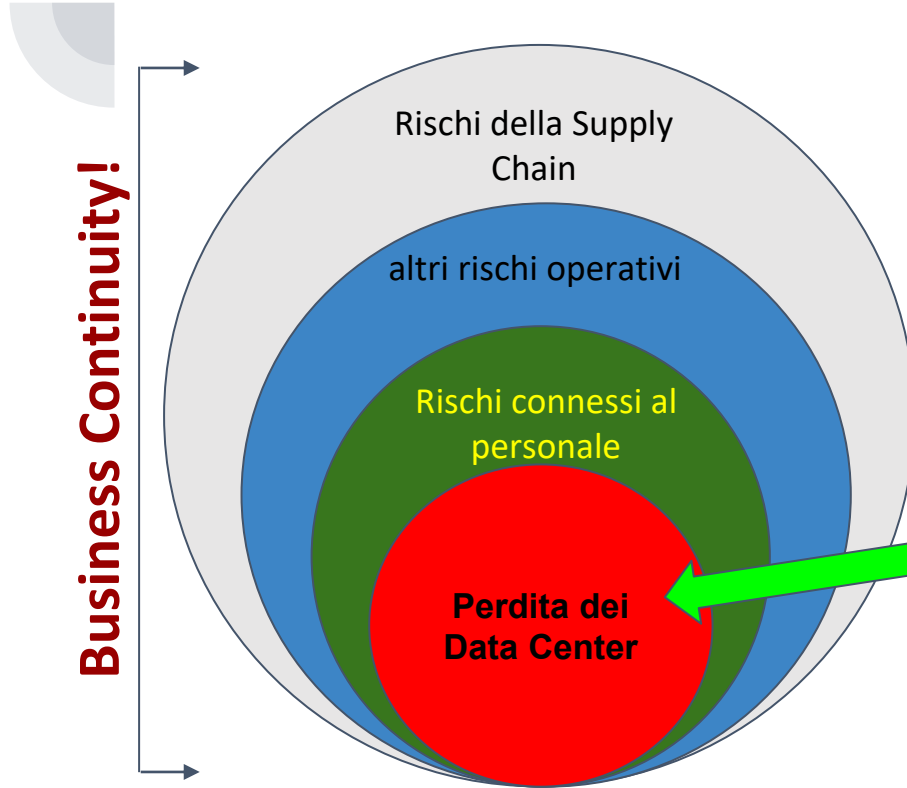 Business Continuity!
Rischi della Supply
Chain
altri rischi operativi
Rischi connessi al
personale
Perdita dei
Data Center